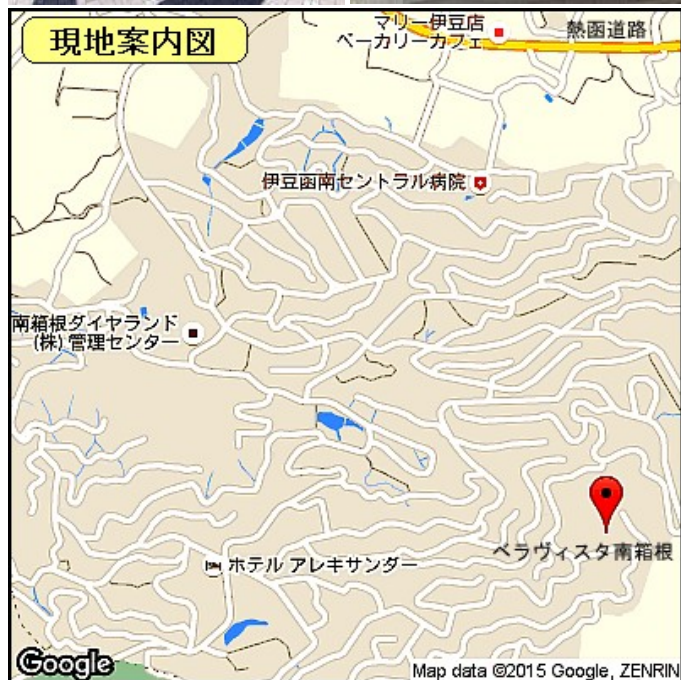 現地案内図
マリー伊豆店
ベーカリーカフェ
熱函道路
伊豆函南セントラル病院
南箱根ダイヤランド
(株) 管理センター
ベラヴィスタ南箱根
ホテル アレキサンダー
Google
Map data ©2015 Google, ZENRIN